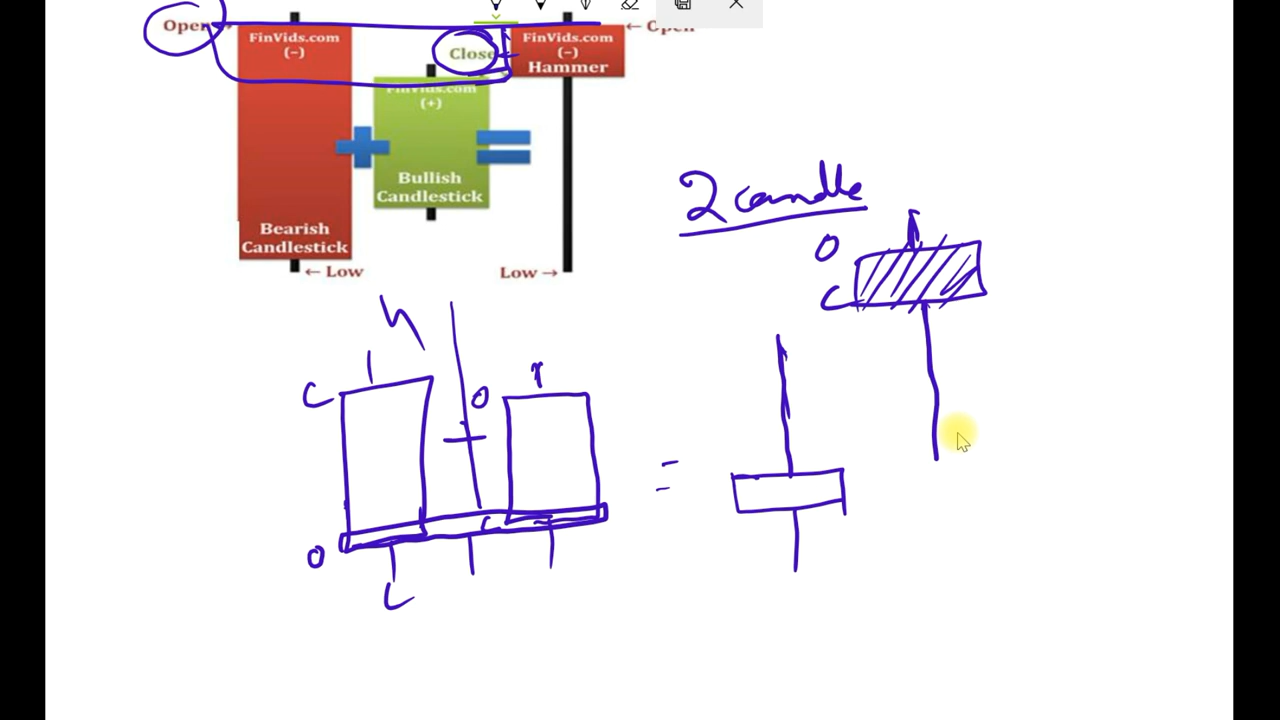 Open →
← Open
FinVids.com
(−)
Close
FinVids.com
(−)
Hammer
FinVids.com
(+)
Bullish
Candlestick
Bearish
Candlestick
← Low
Low →
2 candle
O
C
h
C
O
C
O
L
=